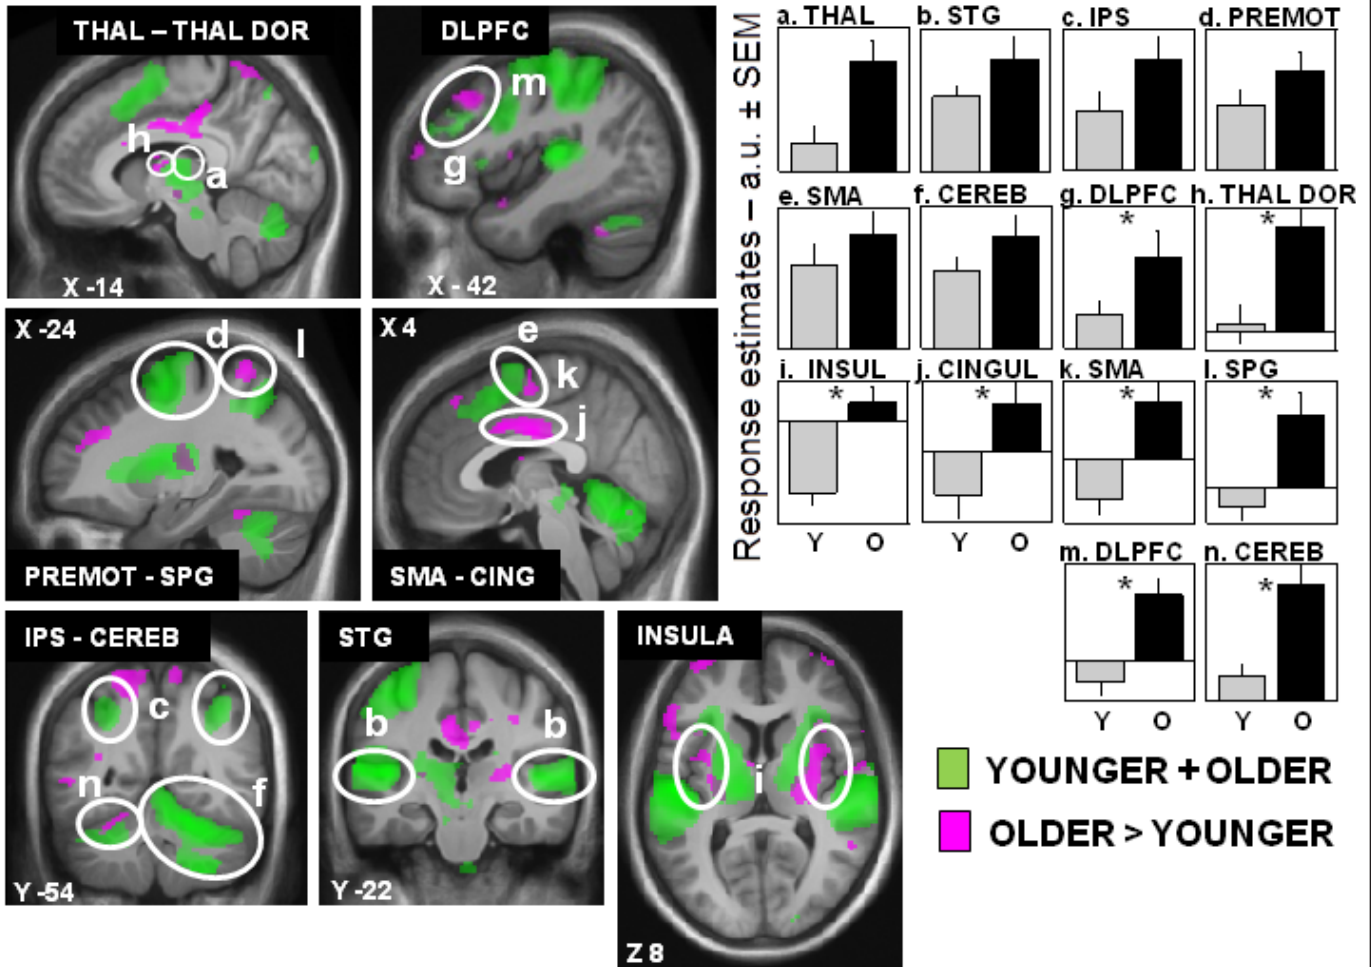 THAL – THAL DOR
h
a
X -14
DLPFC
m
g
X - 42
X -24
d
l
PREMOT - SPG
X 4
e
k
j
SMA - CING
IPS - CEREB
c
n
f
Y -54
STG
b
b
Y -22
INSULA
i
Z 8
Response estimates – a.u. ± SEM
a. THAL
b. STG
c. IPS
d. PREMOT
e. SMA
f. CEREB
g. DLPFC
*
h. THAL DOR
*
i. INSUL
*
j. CINGUL
*
k. SMA
*
l. SPG
*
Y O
Y O
m. DLPFC
*
n. CEREB
*
Y O
Y O
YOUNGER + OLDER
OLDER > YOUNGER